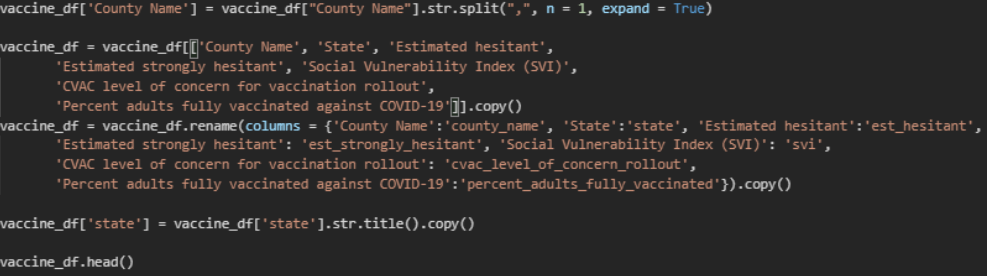 vaccine_df['County Name'] = vaccine_df["County Name"].str.split(",", n = 1, expand = True)
vaccine_df = vaccine_df[['County Name', 'State', 'Estimated hesitant',
'Estimated strongly hesitant', 'Social Vulnerability Index (SVI)',
'CVAC level of concern for vaccination rollout',
'Percent adults fully vaccinated against COVID-19']].copy()
vaccine_df = vaccine_df.rename(columns = {'County Name':'county_name', 'State':'state', 'Estimated hesitant':'est_hesitant',
'Estimated strongly hesitant': 'est_strongly_hesitant', 'Social Vulnerability Index (SVI)': 'svi',
'CVAC level of concern for vaccination rollout': 'cvac_level_of_concern_rollout',
'Percent adults fully vaccinated against COVID-19':'percent_adults_fully_vaccinated'}).copy()
vaccine_df['state'] = vaccine_df['state'].str.title().copy()
vaccine_df.head()